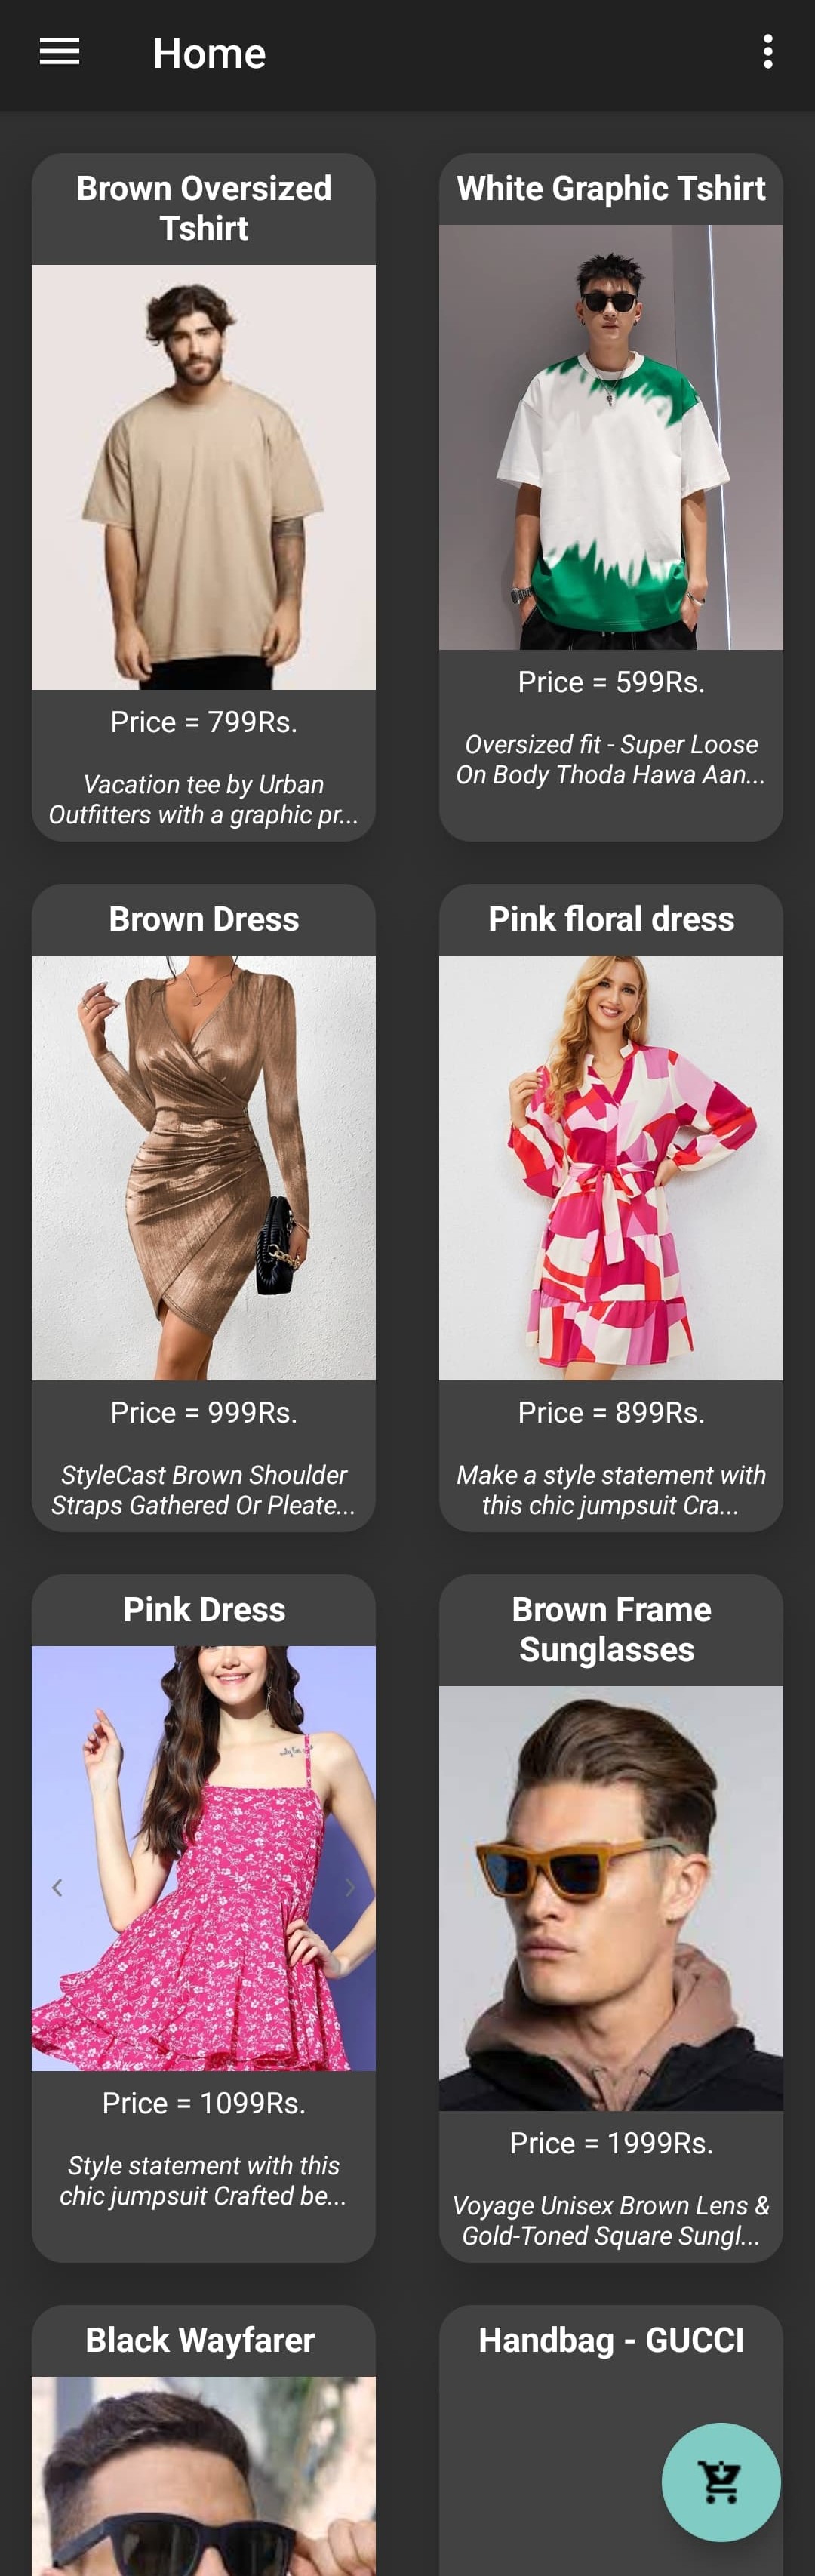 Home
Brown Oversized
Tshirt
Price = 799Rs.
Vacation tee by Urban
Outfitters with a graphic pr...
White Graphic Tshirt
Price = 599Rs.
Oversized fit - Super Loose
On Body Thoda Hawa Aan...
Brown Dress
Price = 999Rs.
StyleCast Brown Shoulder
Straps Gathered Or Pleate...
Pink floral dress
Price = 899Rs.
Make a style statement with
this chic jumpsuit Cra...
Pink Dress
Price = 1099Rs.
Style statement with this
chic jumpsuit Crafted be...
Brown Frame
Sunglasses
Price = 1999Rs.
Voyage Unisex Brown Lens &
Gold-Toned Square Sungl...
Black Wayfarer
Handbag - GUCCI